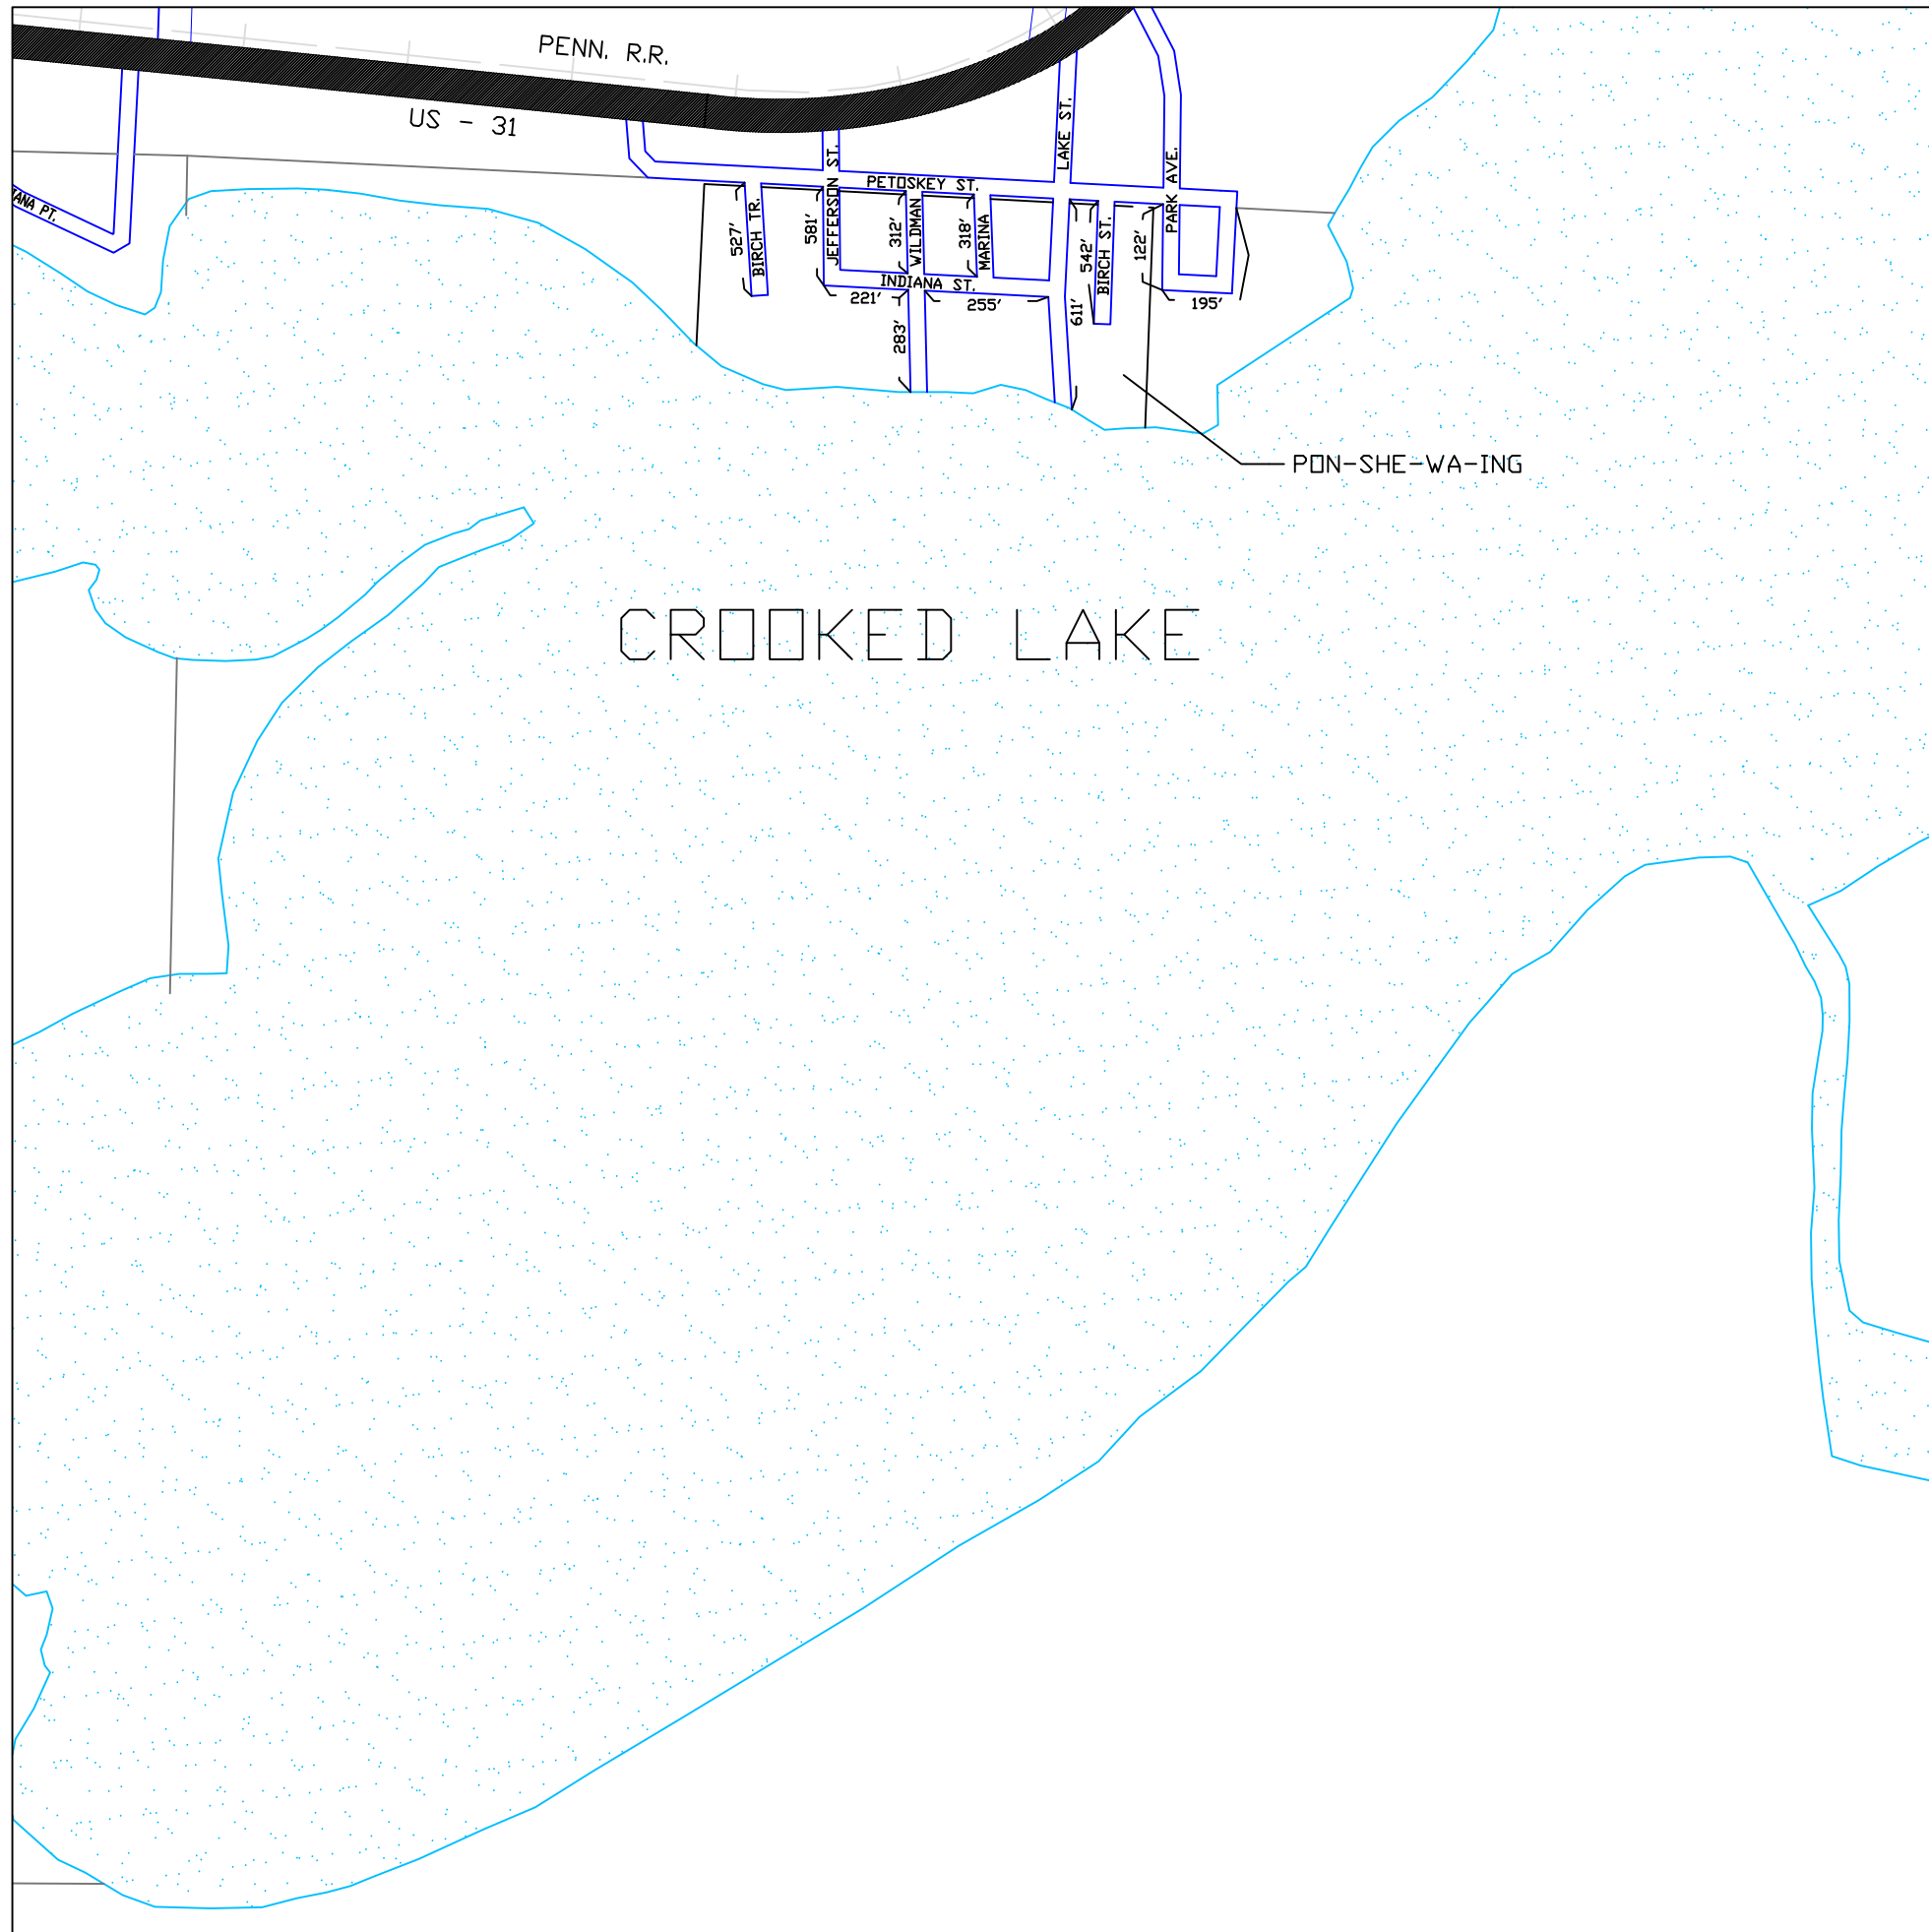 PENN. R.R.
US - 31
LAKE ST.
PARK AVE.
JEFFERSON ST.
PETOSKEY ST.
ANA PT.
527'
BIRCH TR.
581'
312'
WILDMAN
318'
MARINA
542'
BIRCH ST.
122'
INDIANA ST.
221'
255'
611'
195'
283'
PON-SHE-WA-ING
CROOKED LAKE